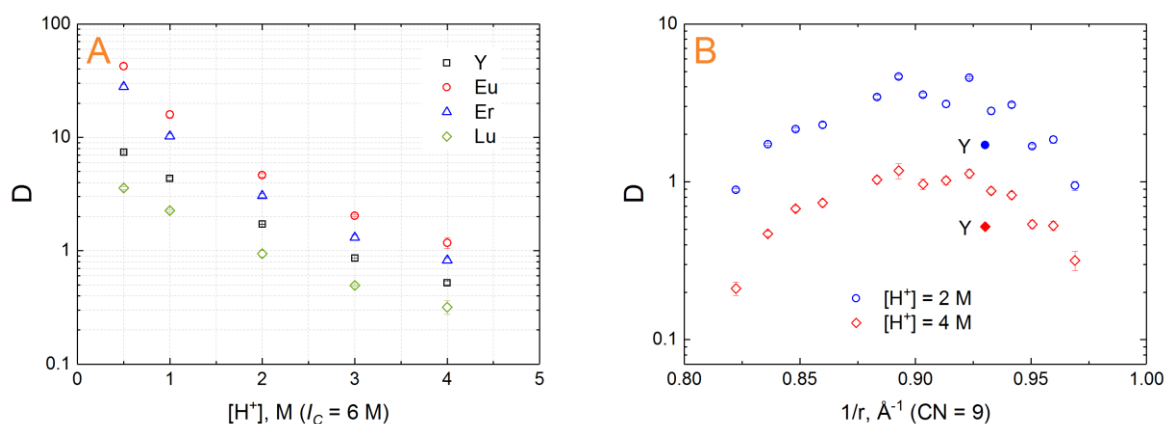 A
100
10
1
0.1
D
Y
Eu
Er
Lu
0
1
2
3
4
5
[H⁺], M (I_C = 6 M)
B
10
1
0.1
D
Y
Y
[H⁺] = 2 M
[H⁺] = 4 M
0.80
0.85
0.90
0.95
1.00
1/r, Å⁻¹ (CN = 9)